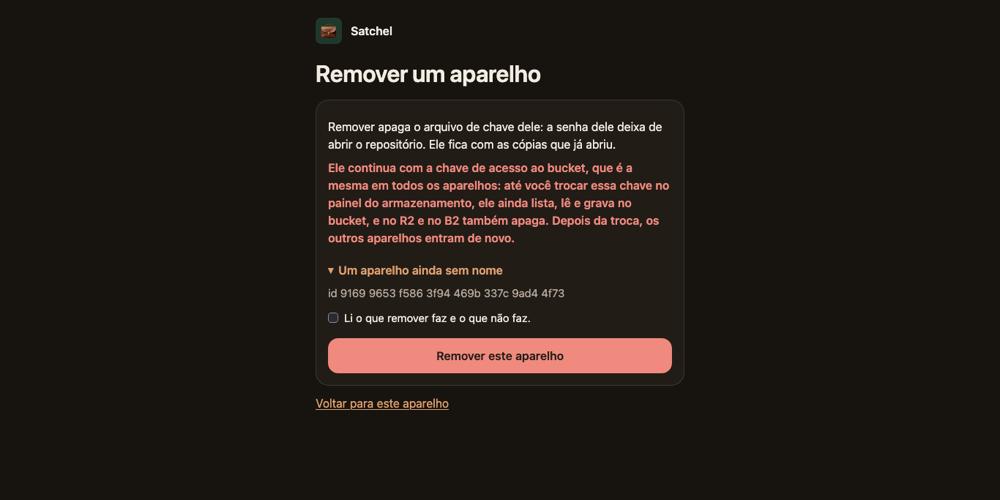 Satchel
Remover um aparelho
Remover apaga o arquivo de chave dele: a senha dele deixa de
abrir o repositório. Ele fica com as cópias que já abriu.
Ele continua com a chave de acesso ao bucket, que é a
mesma em todos os aparelhos: até você trocar essa chave no
painel do armazenamento, ele ainda lista, lê e grava no
bucket, e no R2 e no B2 também apaga. Depois da troca, os
outros aparelhos entram de novo.
▾ Um aparelho ainda sem nome
id 9169 9653 f586 3f94 469b 337c 9ad4 4f73
Li o que remover faz e o que não faz.
Remover este aparelho
Voltar para este aparelho